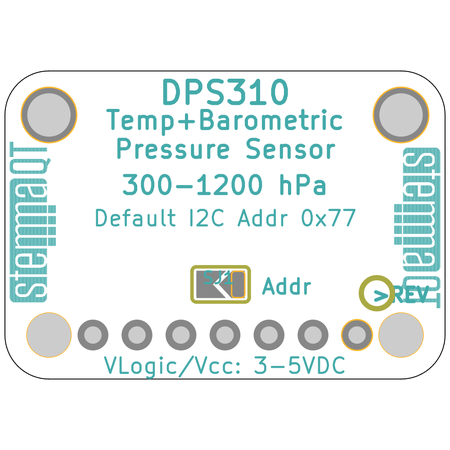 DPS310
Temp+Barometric
Pressure Sensor
300-1200 hPa
Default I2C Addr 0x77
stemmaQT
stemmaQT
SJ1
Addr
>REV
VLogic/Vcc: 3-5VDC